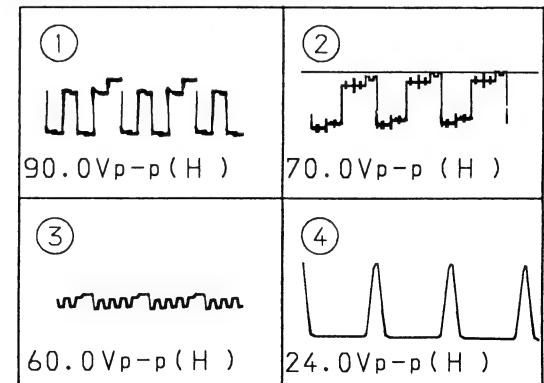 1
2
90.0Vp-p(H )
70.0Vp-p (H )
3
4
60.0Vp-p(H )
24.0Vp-p(H )